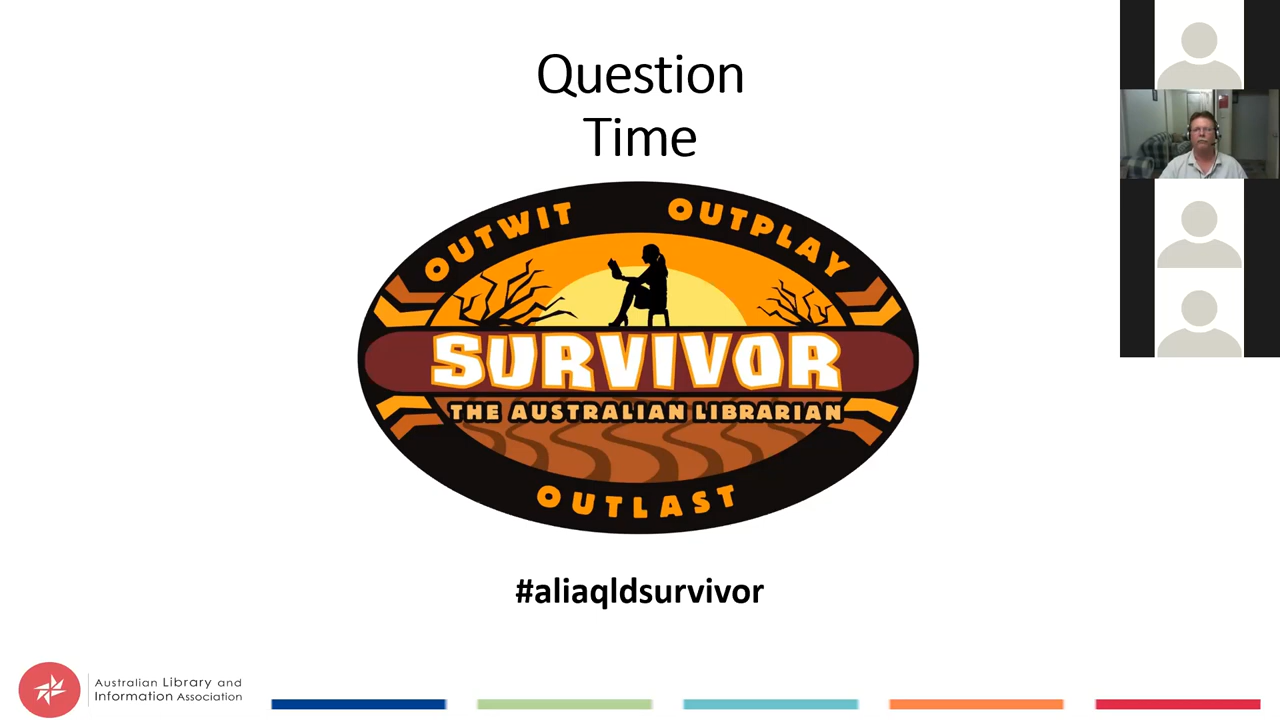 Question
Time
OUTWIT OUTPLAY
SURVIVOR
THE AUSTRALIAN LIBRARIAN
OUTLAST
#aliaqldsurvivor
Australian Library and
Information Association